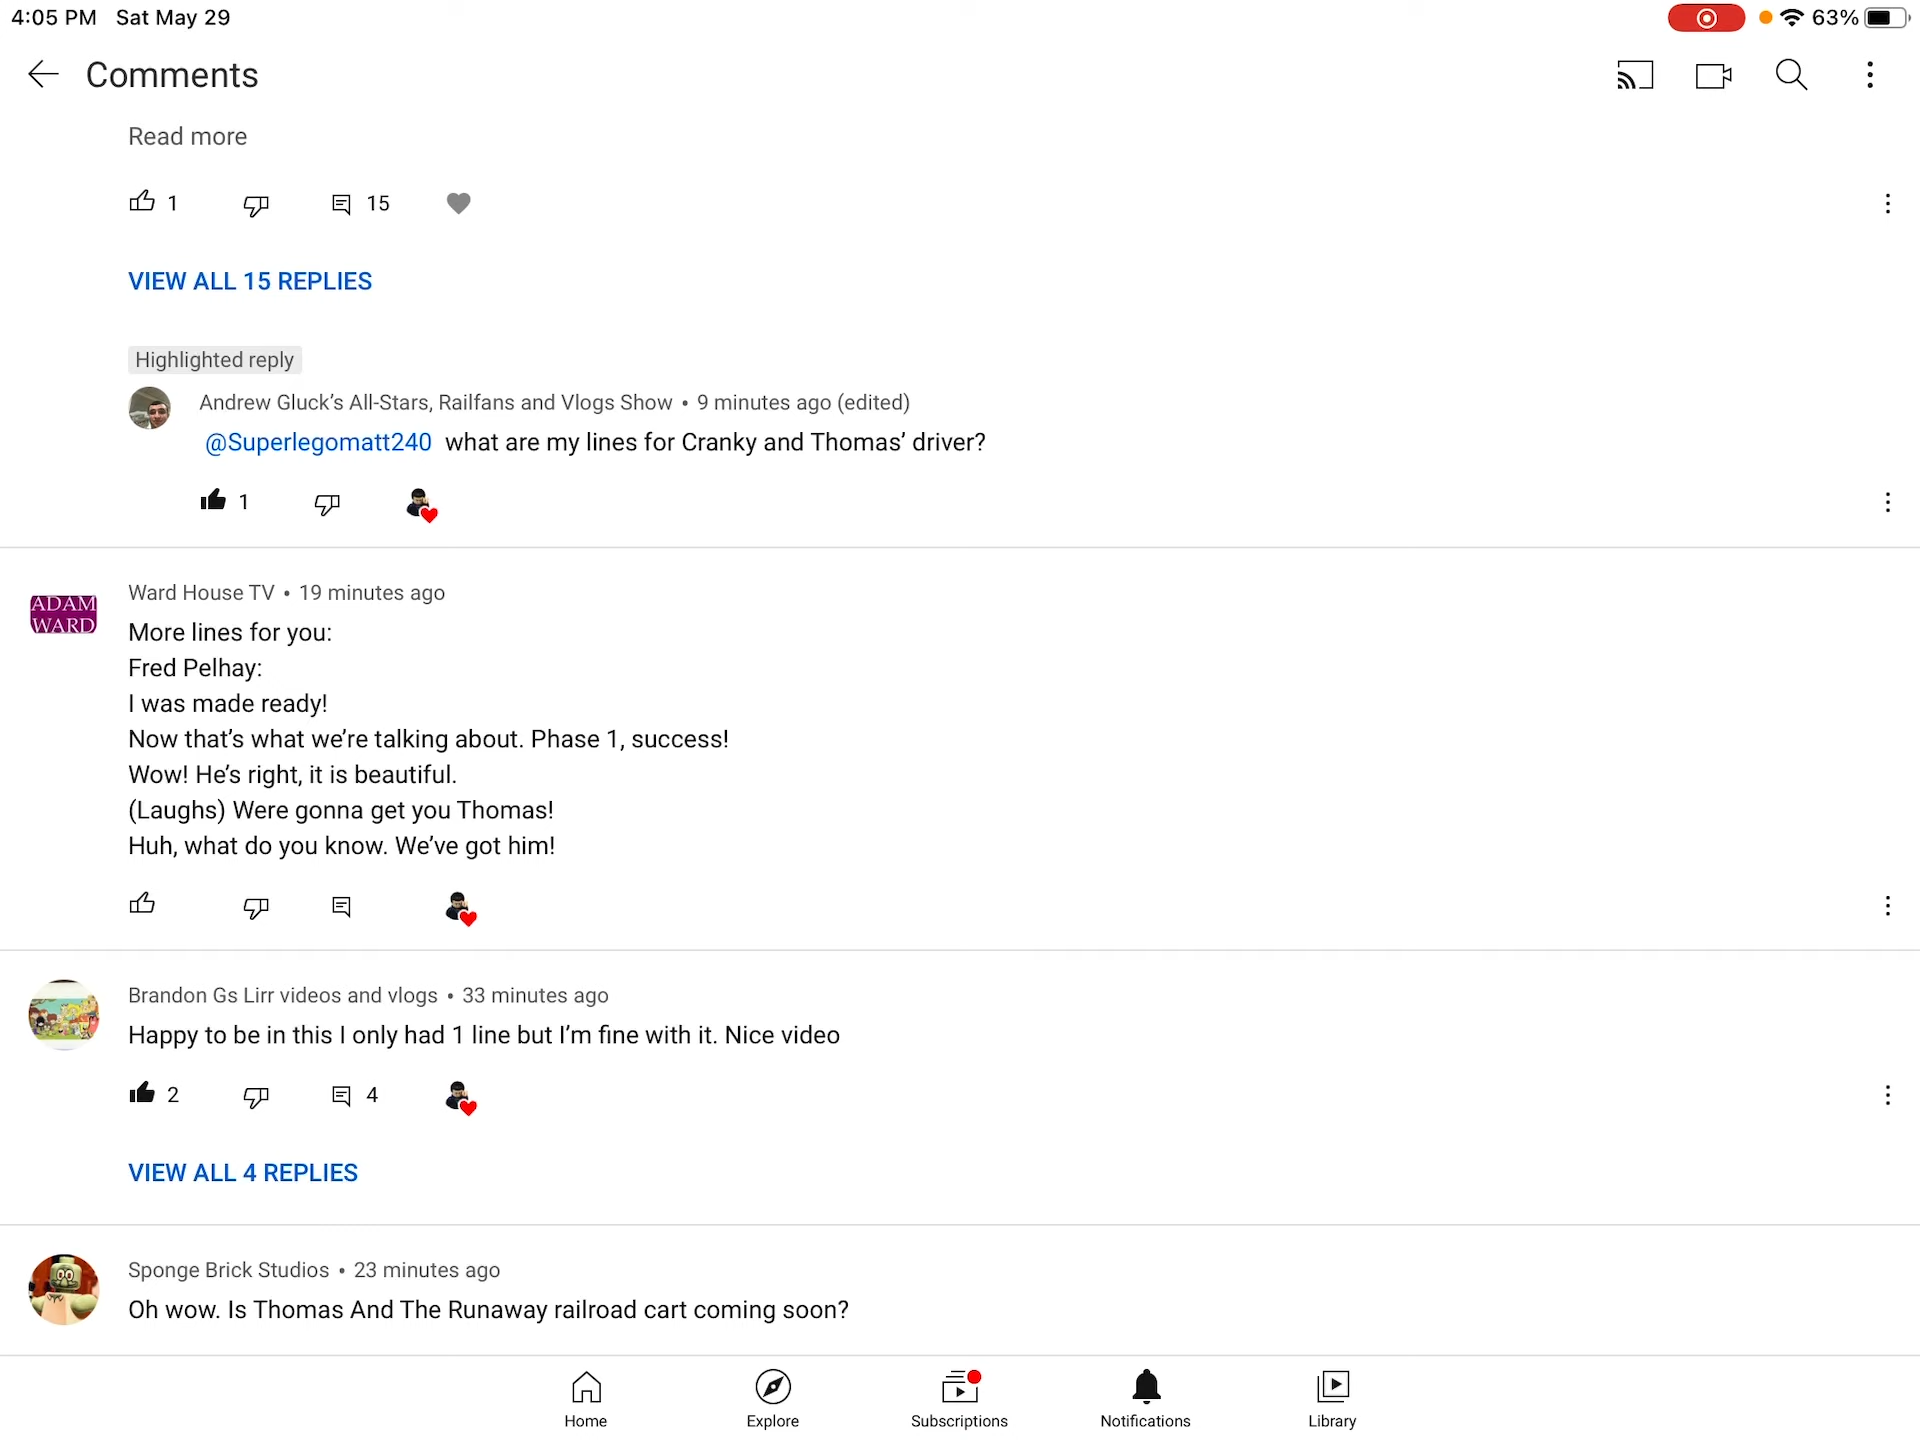 4:05 PM Sat May 29
63%
Comments
Read more
1
15
VIEW ALL 15 REPLIES
Highlighted reply
Andrew Gluck’s All-Stars, Railfans and Vlogs Show • 9 minutes ago (edited)
@Superlegomatt240 what are my lines for Cranky and Thomas’ driver?
1
ADAM
WARD
Ward House TV • 19 minutes ago
More lines for you:
Fred Pelhay:
I was made ready!
Now that’s what we’re talking about. Phase 1, success!
Wow! He’s right, it is beautiful.
(Laughs) Were gonna get you Thomas!
Huh, what do you know. We’ve got him!
Brandon Gs Lirr videos and vlogs • 33 minutes ago
Happy to be in this I only had 1 line but I’m fine with it. Nice video
2
4
VIEW ALL 4 REPLIES
Sponge Brick Studios • 23 minutes ago
Oh wow. Is Thomas And The Runaway railroad cart coming soon?
Home
Explore
Subscriptions
Notifications
Library